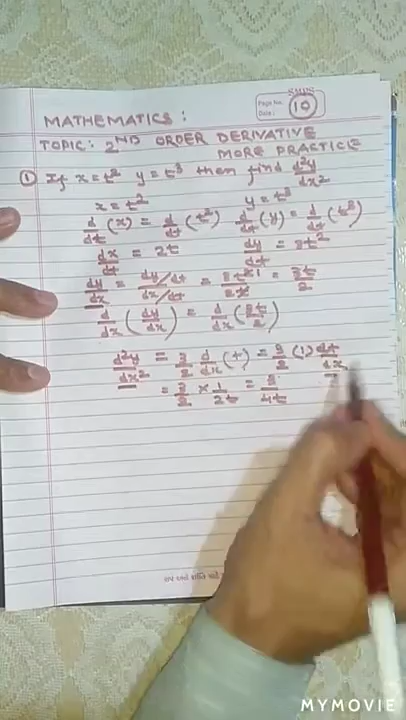 SMPS
Page No. 10
Date:
MATHEMATICS:
TOPIC: 2ND ORDER DERIVATIVE
MORE PRACTICE
① If x = t² y = t³ then find d²y/dx²
x = t² y = t³
d/dt (x) = d/dt (t²) d/dt (y) = d/dt (t³)
dx/dt = 2t dy/dt = 3t²
dy/dx = dy/dt / dx/dt = 3t²/2t = 3t/2
d/dx (dy/dx) = d/dx (3t/2)
d²y/dx² = 3/2 d/dx (t) = 3/2 (1) dt/dx
= 3/2 × 1/2t = 3/4t
MYMOVIE